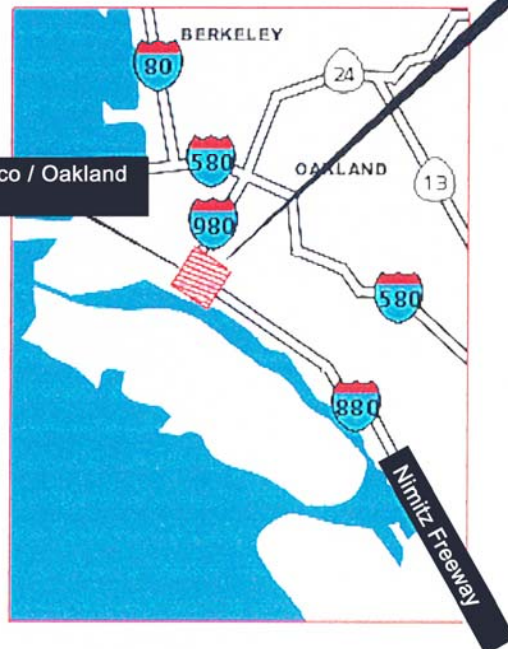 BERKELEY
80
24
580
OAKLAND
co / Oakland
13
980
580
880
Nimitz Freeway